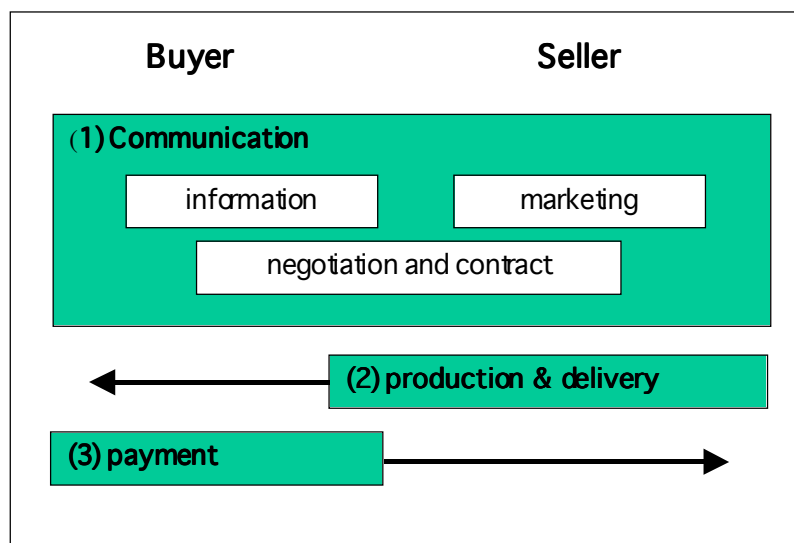 Buyer Seller
(1) Communication
information marketing
negotiation and contract
(2) production & delivery
(3) payment